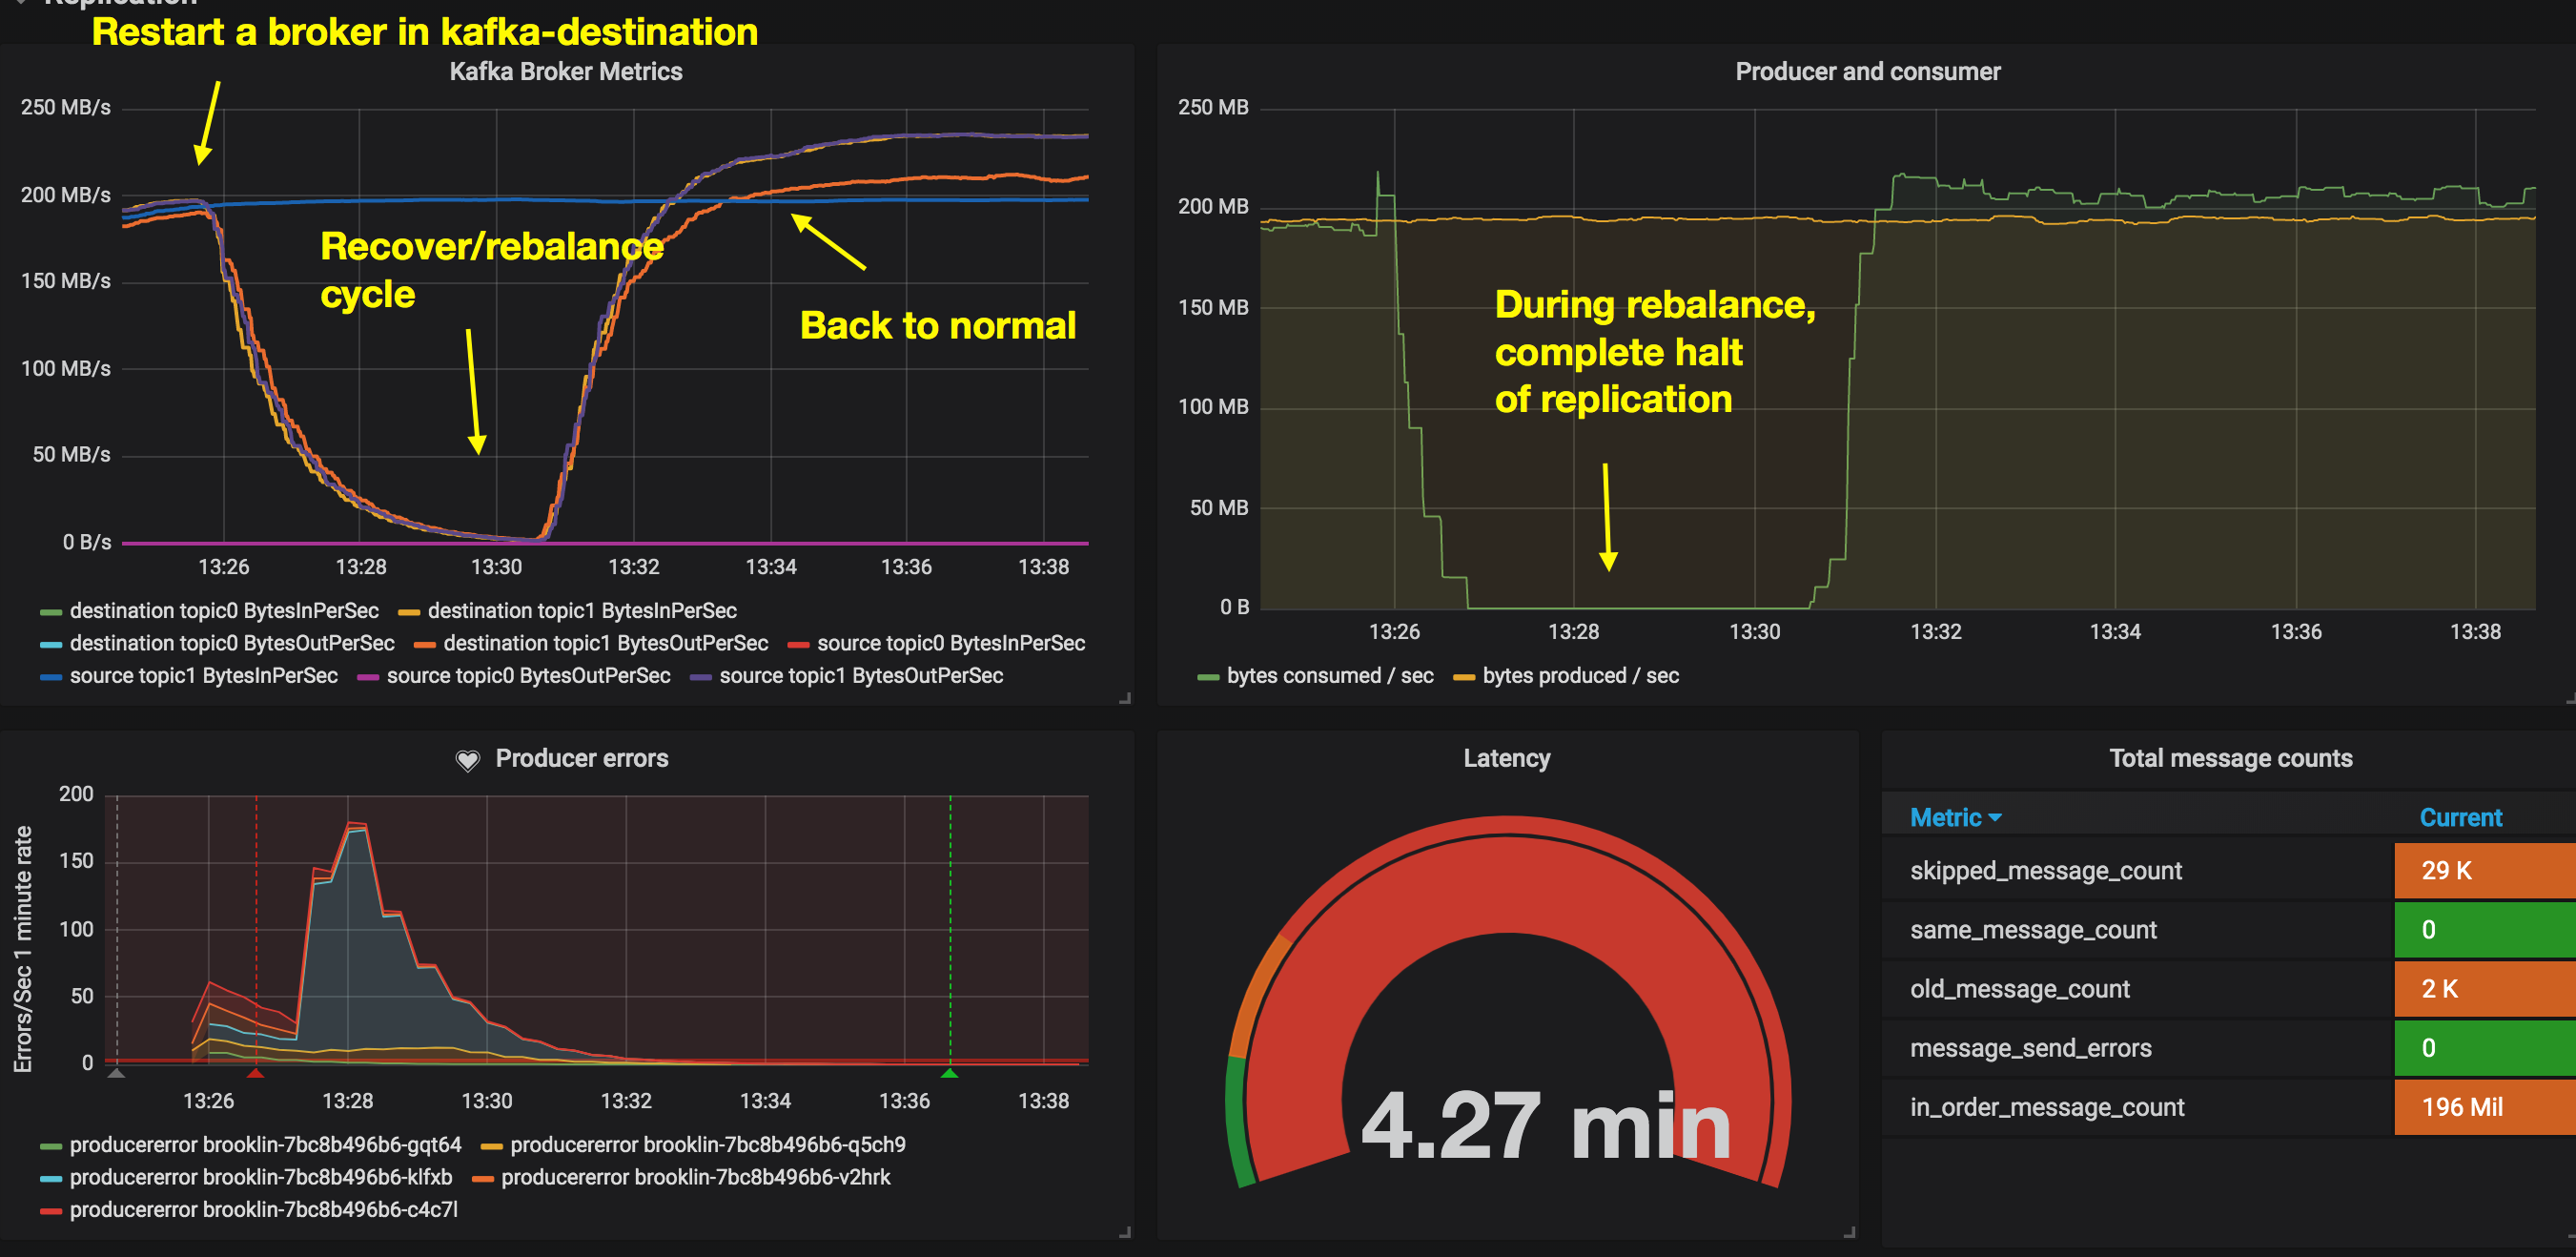 Replication
Restart a broker in kafka-destination
Kafka Broker Metrics
250 MB/s
200 MB/s
150 MB/s
100 MB/s
50 MB/s
0 B/s
Recover/rebalance
cycle
Back to normal
13:26 13:28 13:30 13:32 13:34 13:36 13:38
destination topic0 BytesInPerSec destination topic1 BytesInPerSec
destination topic0 BytesOutPerSec destination topic1 BytesOutPerSec source topic0 BytesInPerSec
source topic1 BytesInPerSec source topic0 BytesOutPerSec source topic1 BytesOutPerSec
Producer and consumer
250 MB
200 MB
150 MB
100 MB
50 MB
0 B
During rebalance,
complete halt
of replication
13:26 13:28 13:30 13:32 13:34 13:36 13:38
bytes consumed / sec bytes produced / sec
Producer errors
Errors/Sec 1 minute rate
200
150
100
50
0
13:26 13:28 13:30 13:32 13:34 13:36 13:38
producererror brooklin-7bc8b496b6-gqt64 producererror brooklin-7bc8b496b6-q5ch9
producererror brooklin-7bc8b496b6-klfxb producererror brooklin-7bc8b496b6-v2hrk
producererror brooklin-7bc8b496b6-c4c7l
Latency
4.27 min
Total message counts
Metric Current
skipped_message_count 29 K
same_message_count 0
old_message_count 2 K
message_send_errors 0
in_order_message_count 196 Mil